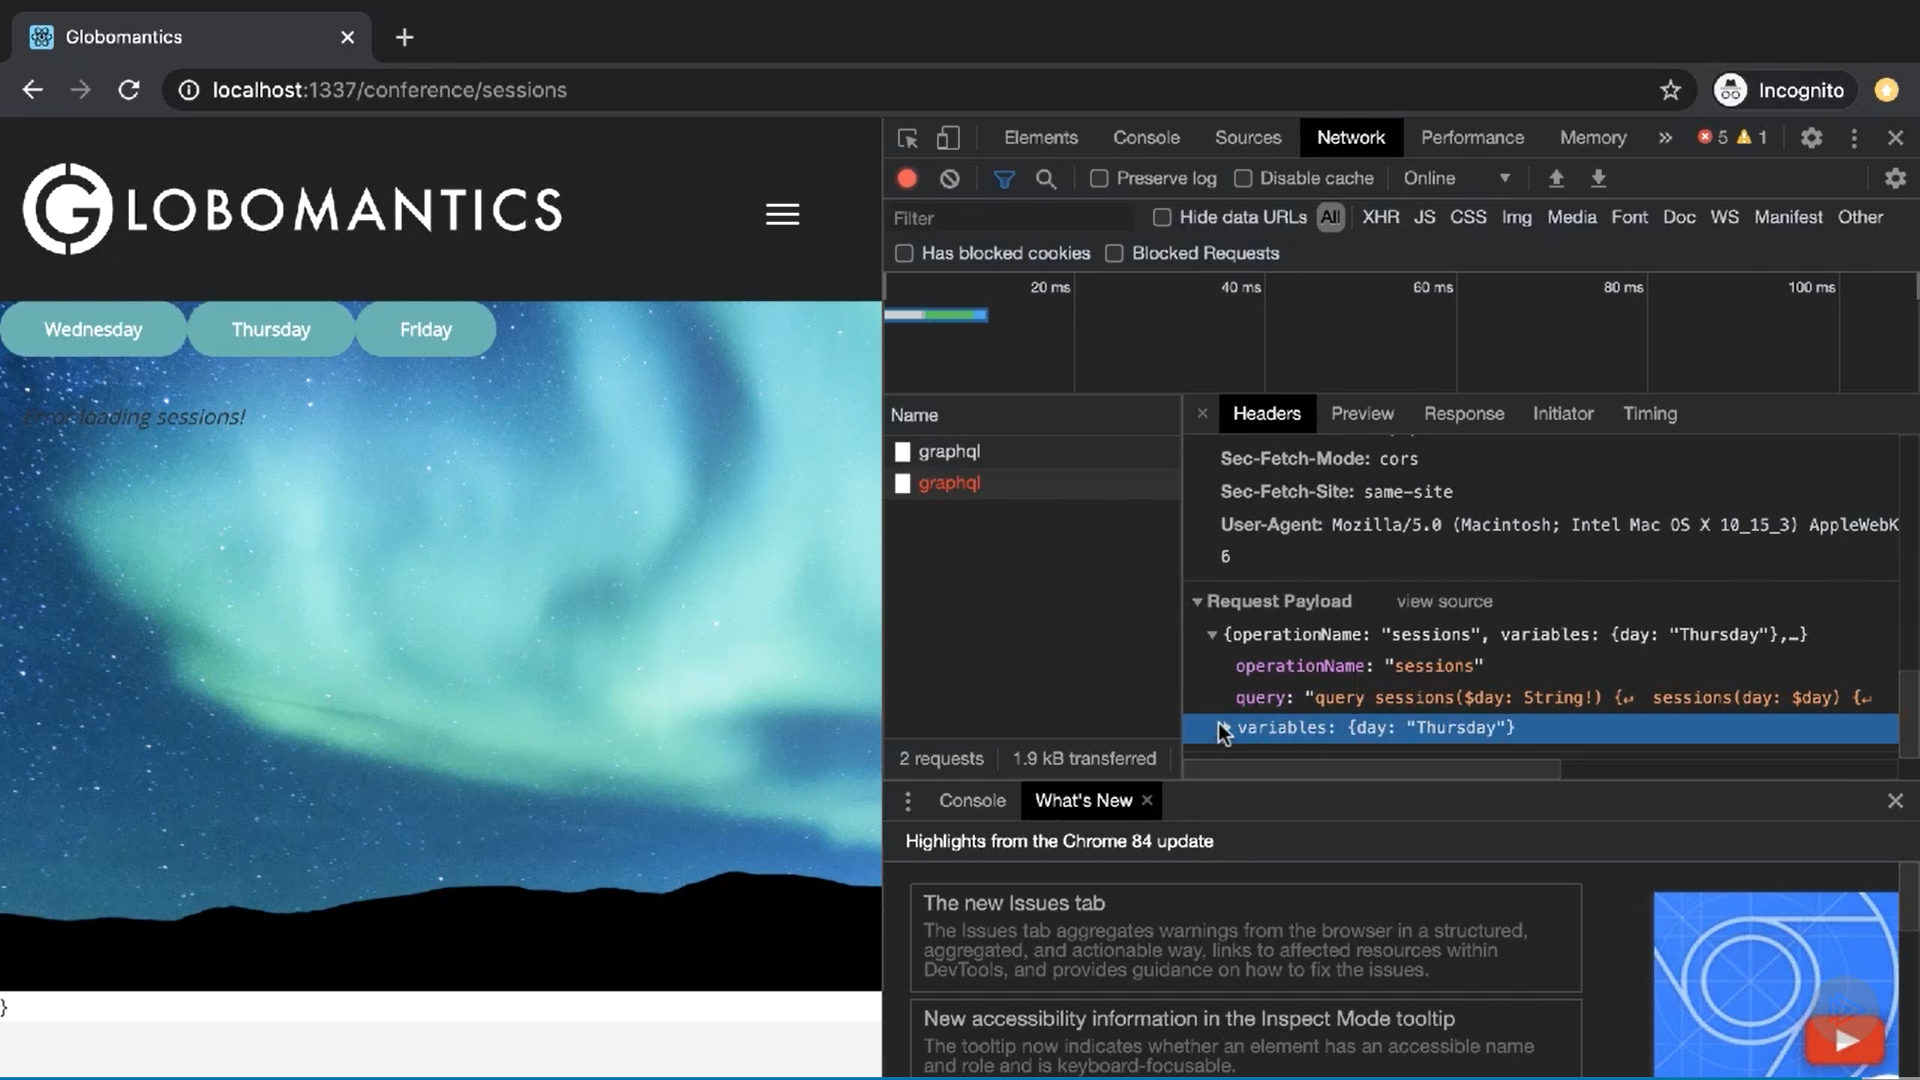 Globomantics
localhost:1337/conference/sessions
Incognito
GLOBOMANTICS
Wednesday
Thursday
Friday
Error loading sessions!
}
Elements
Console
Sources
Network
Performance
Memory
»
5
1
Preserve log
Disable cache
Online
Filter
Hide data URLs
All
XHR
JS
CSS
Img
Media
Font
Doc
WS
Manifest
Other
Has blocked cookies
Blocked Requests
20 ms
40 ms
60 ms
80 ms
100 ms
Name
graphql
graphql
2 requests
1.9 kB transferred
Headers
Preview
Response
Initiator
Timing
Sec-Fetch-Mode: cors
Sec-Fetch-Site: same-site
User-Agent: Mozilla/5.0 (Macintosh; Intel Mac OS X 10_15_3) AppleWebK
6
Request Payload
view source
{operationName: "sessions", variables: {day: "Thursday"},…}
operationName: "sessions"
query: "query sessions($day: String!) {↵  sessions(day: $day) {↵
variables: {day: "Thursday"}
Console
What's New
Highlights from the Chrome 84 update
The new Issues tab
The Issues tab aggregates warnings from the browser in a structured,
aggregated, and actionable way, links to affected resources within
DevTools, and provides guidance on how to fix the issues.
New accessibility information in the Inspect Mode tooltip
The tooltip now indicates whether an element has an accessible name
and role and is keyboard-focusable.